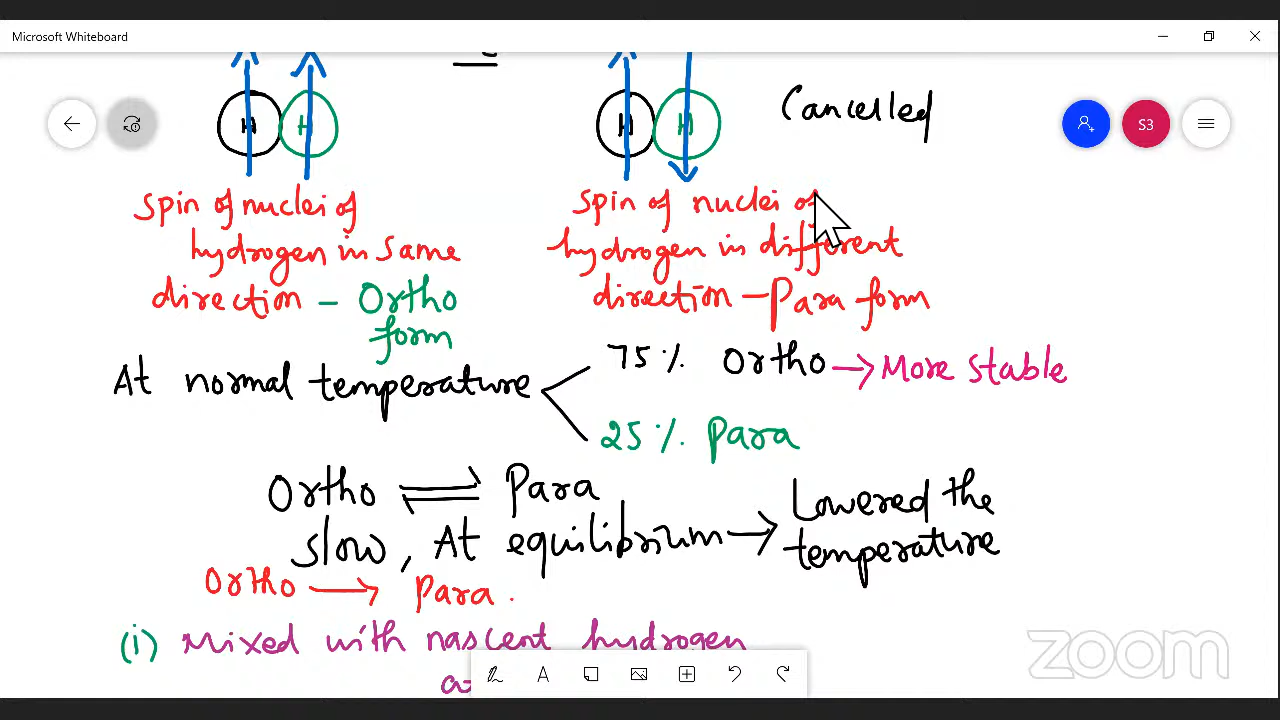 Microsoft Whiteboard
H H
H H
Cancelled
S3
Spin of nuclei of
hydrogen in same
direction - Ortho
form
Spin of nuclei of
hydrogen in different
direction - Para form
At normal temperature
75 % Ortho → More stable
25 % Para
Ortho ⇌ Para
slow, At equilibrium → Lowered the
temperature
Ortho → para.
(i) Mixed with nascent hydrogen
A
zoom